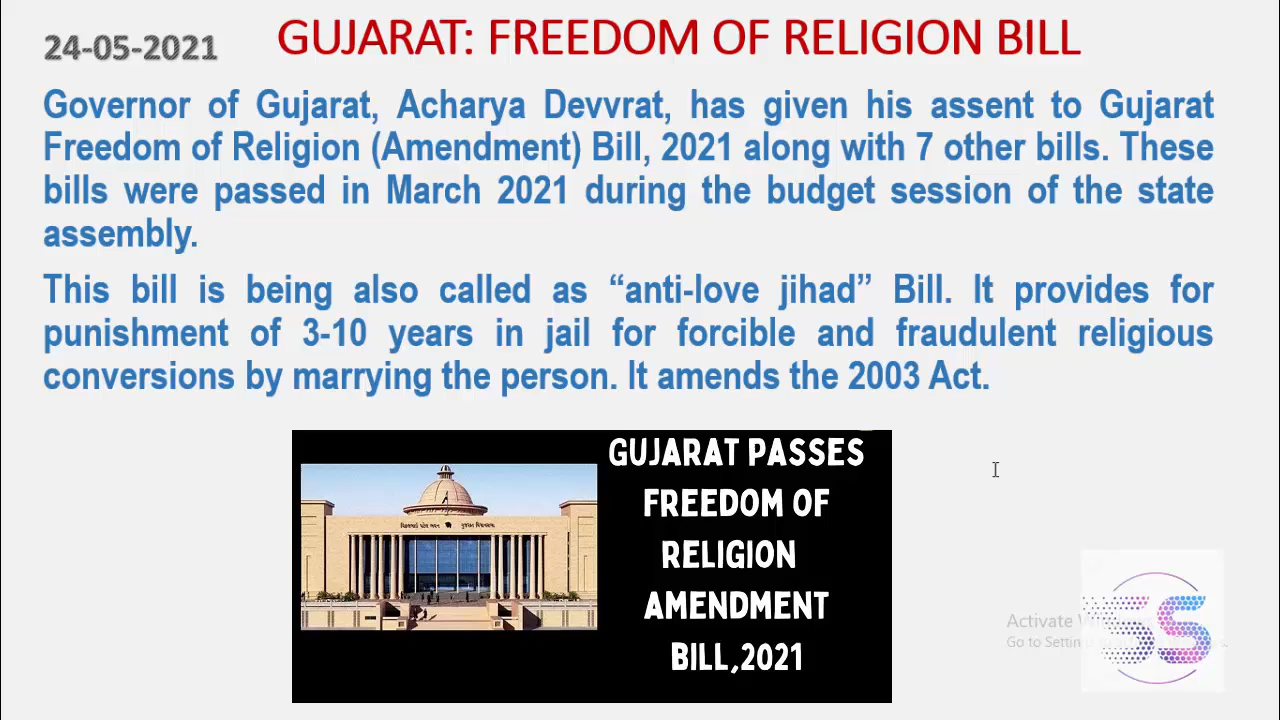 24-05-2021 GUJARAT: FREEDOM OF RELIGION BILL
Governor of Gujarat, Acharya Devvrat, has given his assent to Gujarat
Freedom of Religion (Amendment) Bill, 2021 along with 7 other bills. These
bills were passed in March 2021 during the budget session of the state
assembly.
This bill is being also called as “anti-love jihad” Bill. It provides for
punishment of 3-10 years in jail for forcible and fraudulent religious
conversions by marrying the person. It amends the 2003 Act.
GUJARAT PASSES
FREEDOM OF
RELIGION
AMENDMENT
BILL,2021
Activate
Go to Settin
SS